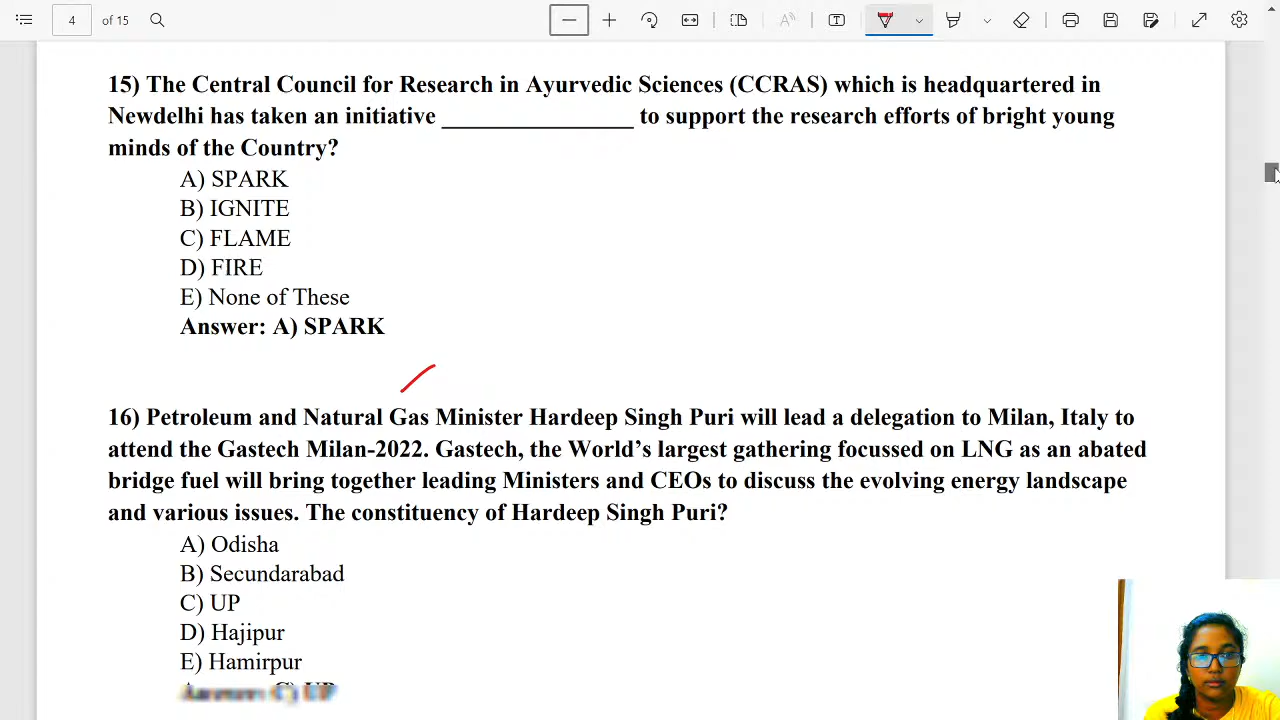 4 of 15
15) The Central Council for Research in Ayurvedic Sciences (CCRAS) which is headquartered in
Newdelhi has taken an initiative ________________ to support the research efforts of bright young
minds of the Country?
A) SPARK
B) IGNITE
C) FLAME
D) FIRE
E) None of These
Answer: A) SPARK
16) Petroleum and Natural Gas Minister Hardeep Singh Puri will lead a delegation to Milan, Italy to
attend the Gastech Milan-2022. Gastech, the World’s largest gathering focussed on LNG as an abated
bridge fuel will bring together leading Ministers and CEOs to discuss the evolving energy landscape
and various issues. The constituency of Hardeep Singh Puri?
A) Odisha
B) Secundarabad
C) UP
D) Hajipur
E) Hamirpur
Answer: C) UP